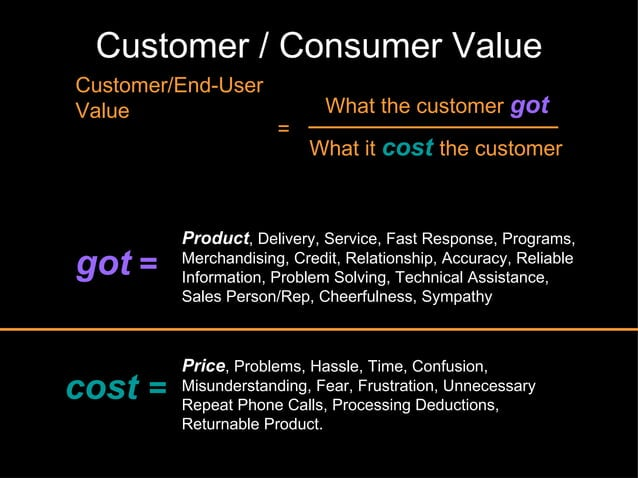 Customer / Consumer Value
Customer/End-User
Value
=
What the customer got
What it cost the customer
got =
Product, Delivery, Service, Fast Response, Programs,
Merchandising, Credit, Relationship, Accuracy, Reliable
Information, Problem Solving, Technical Assistance,
Sales Person/Rep, Cheerfulness, Sympathy
cost =
Price, Problems, Hassle, Time, Confusion,
Misunderstanding, Fear, Frustration, Unnecessary
Repeat Phone Calls, Processing Deductions,
Returnable Product.